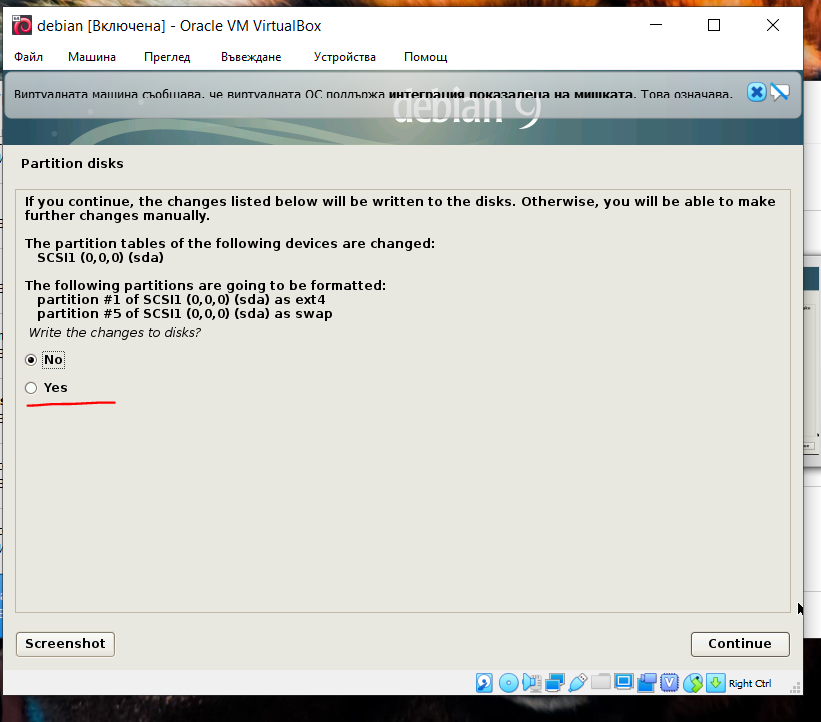 debian [Включена] - Oracle VM VirtualBox
Файл Машина Преглед Въвеждане Устройства Помощ
Виртуалната машина съобщава, че виртуалната ОС поддържа интеграция показалеца на мишката. Това означава,
debian 9
Partition disks
If you continue, the changes listed below will be written to the disks. Otherwise, you will be able to make
further changes manually.
The partition tables of the following devices are changed:
SCSI1 (0,0,0) (sda)
The following partitions are going to be formatted:
partition #1 of SCSI1 (0,0,0) (sda) as ext4
partition #5 of SCSI1 (0,0,0) (sda) as swap
Write the changes to disks?
No
Yes
Screenshot Continue
Right Ctrl